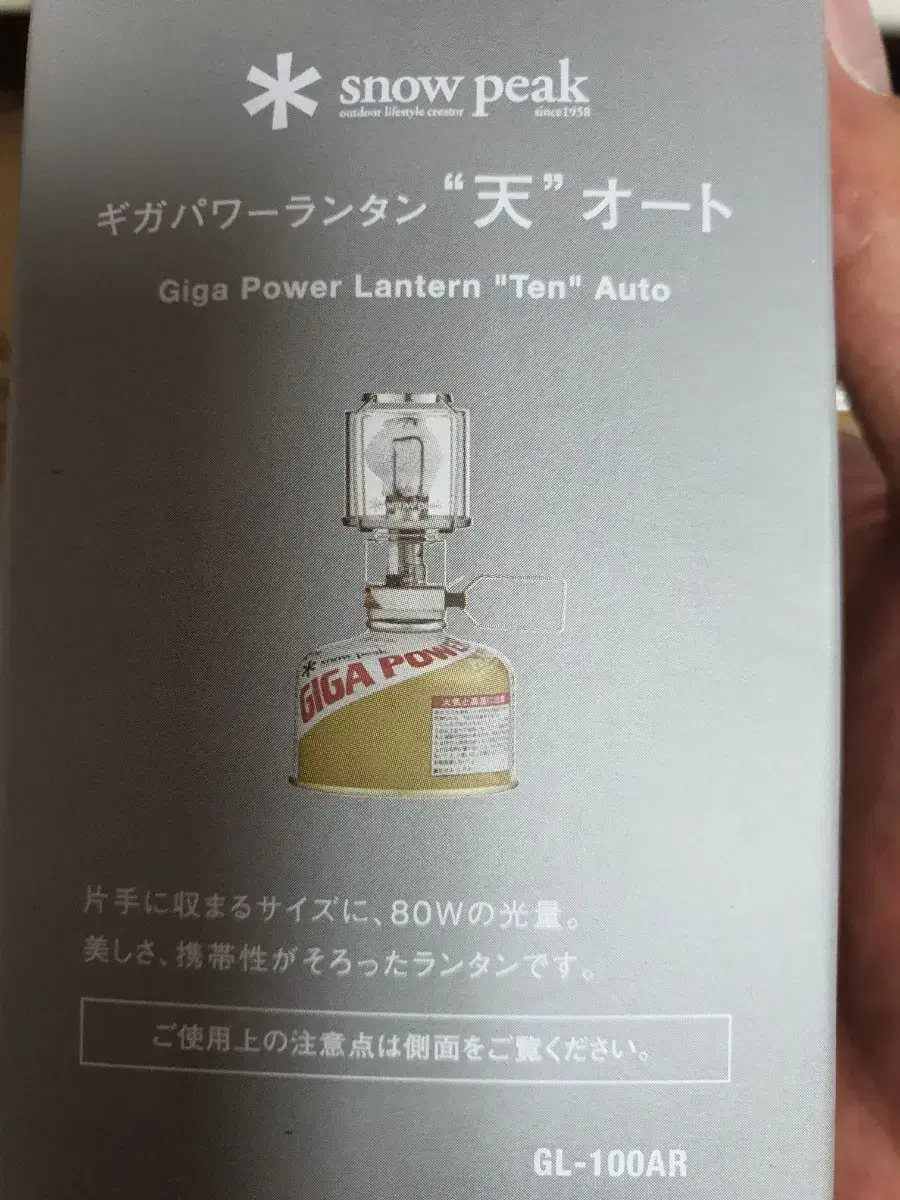 snow peak
outdoor lifestyle creator since1958
ギガパワーランタン “天” オート
Giga Power Lantern "Ten" Auto
snow peak
GIGA POWE
片手に収まるサイズに、80Wの光量。
美しさ、携帯性がそろったランタンです。
ご使用上の注意点は側面をご覧ください。
GL-100AR